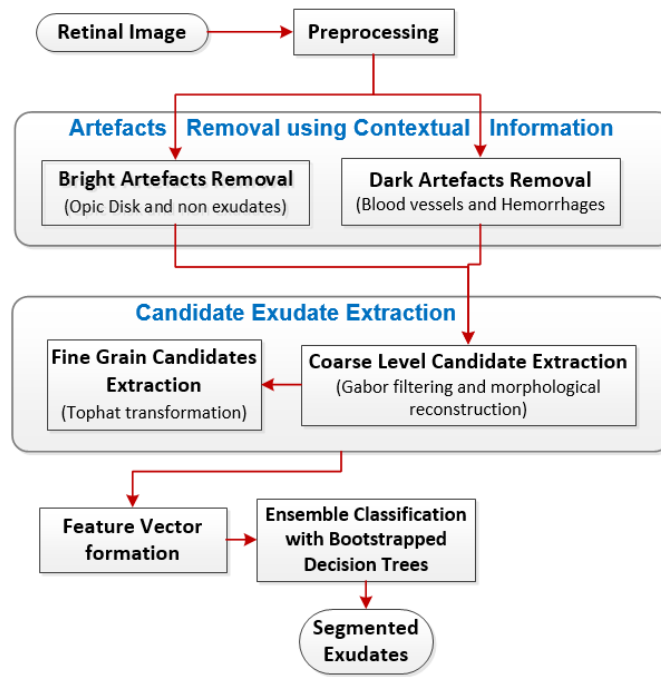 Retinal Image
Preprocessing
Artefacts Removal using Contextual Information
Bright Artefacts Removal
(Opic Disk and non exudates)
Dark Artefacts Removal
(Blood vessels and Hemorrhages
Candidate Exudate Extraction
Fine Grain Candidates
Extraction
(Tophat transformation)
Coarse Level Candidate Extraction
(Gabor filtering and morphological
reconstruction)
Feature Vector
formation
Ensemble Classification
with Bootstrapped
Decision Trees
Segmented
Exudates